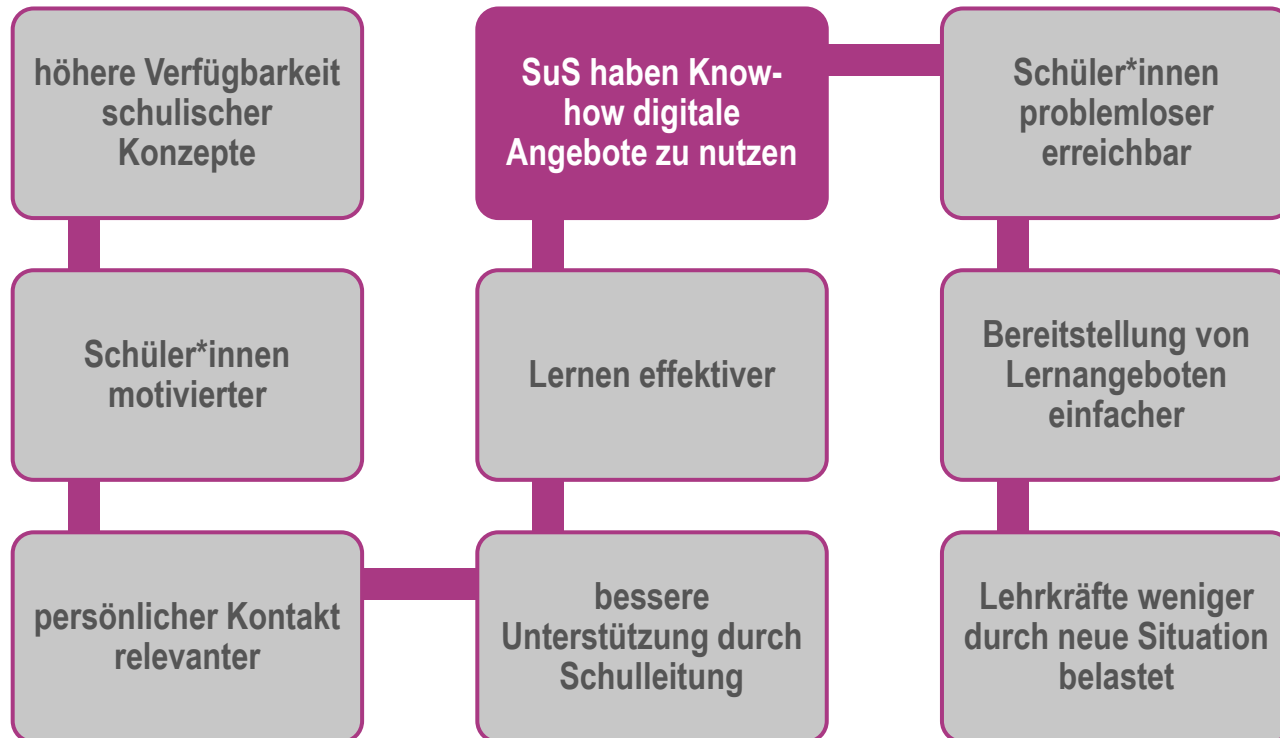 höhere Verfügbarkeit
schulischer
Konzepte
Schüler*innen
motivierter
persönlicher Kontakt
relevanter
bessere
Unterstützung durch
Schulleitung
Lernen effektiver
SuS haben Know-
how digitale
Angebote zu nutzen
Schüler*innen
problemloser
erreichbar
Bereitstellung von
Lernangeboten
einfacher
Lehrkräfte weniger
durch neue Situation
belastet